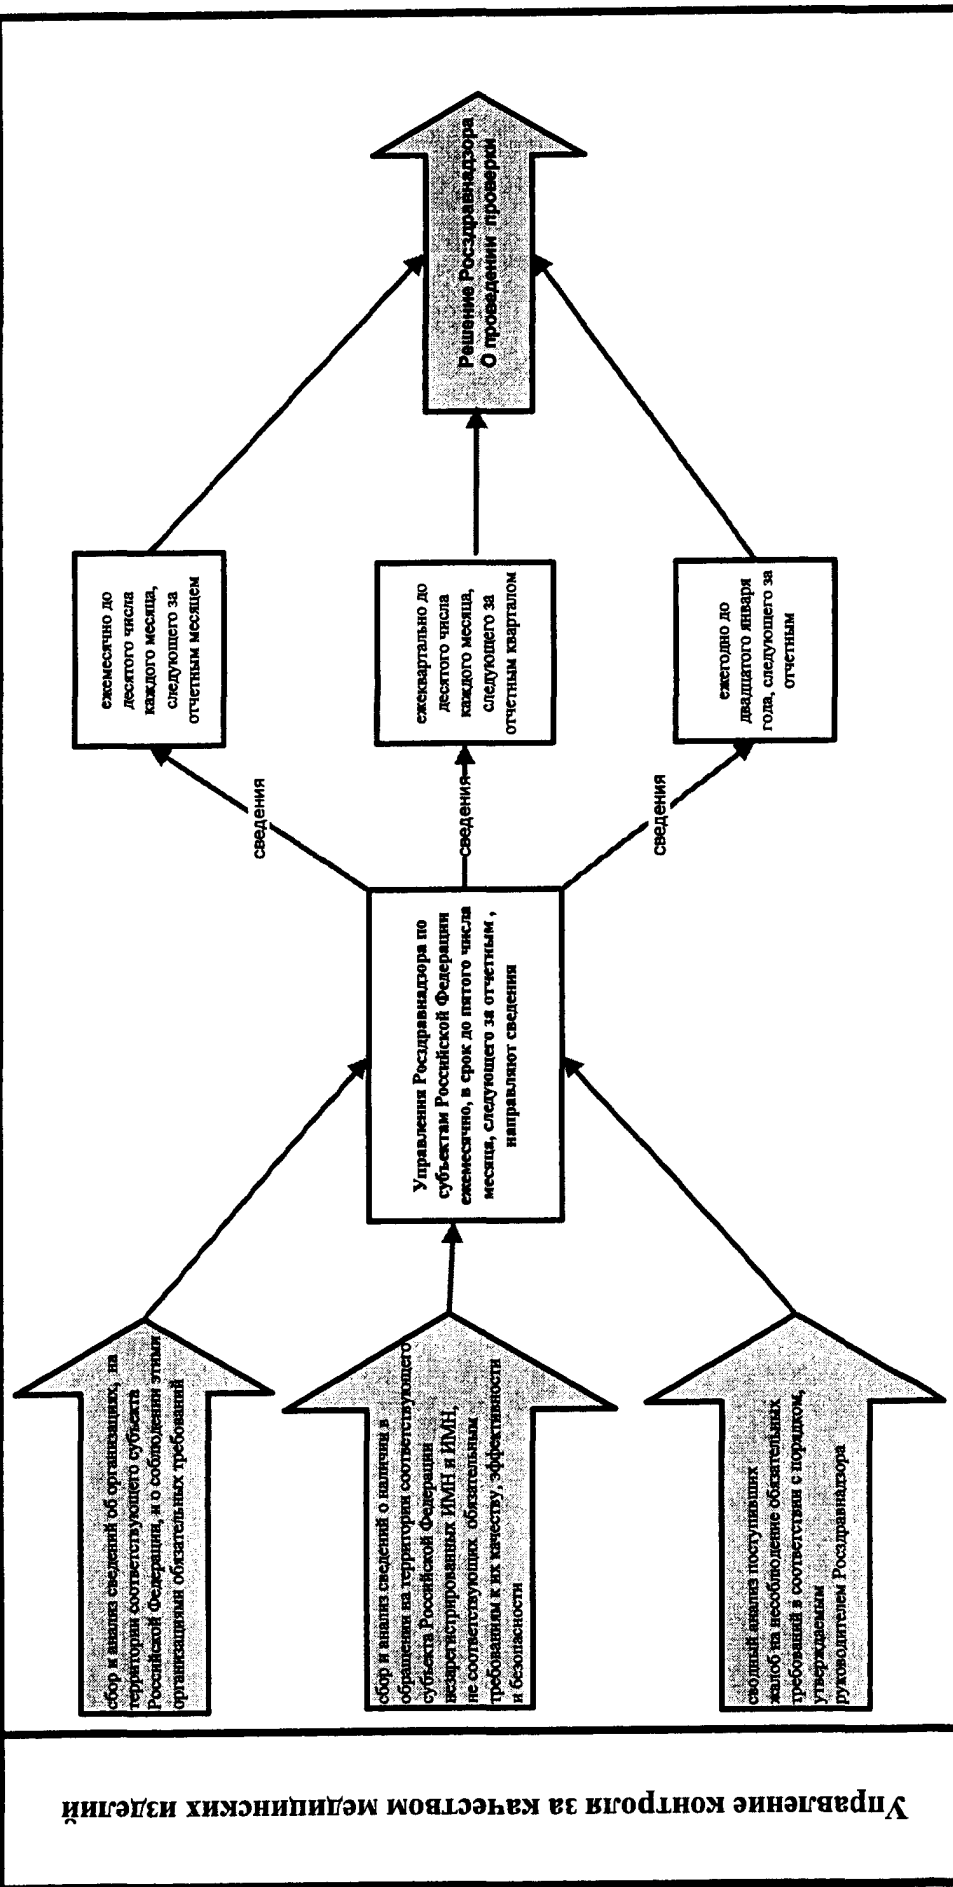 Управление контроля за качеством медицинских изделий
сбор и анализ сведений об организациях, на
территории соответствующего субъекта
Российской Федерации, и о соблюдении этими
организациями обязательных требований
сбор и анализ сведений о наличии в
обращении на территории соответствующего
субъекта Российской Федерации
незарегистрированных ИМН и ИМН,
не соответствующих обязательным
требованиям к их качеству, эффективности
и безопасности
сводный анализ поступивших
жалоб на несоблюдение обязательных
требований в соответствии с порядком,
утверждаемым
руководителем Росздравнадзора
Управления Росздравнадзора по
субъектам Российской Федерации
ежемесячно, в срок до пятого числа
месяца, следующего за отчетным ,
направляют сведения
сведения
сведения
сведения
ежемесячно до
десятого числа
каждого месяца,
следующего за
отчетным месяцем
ежеквартально до
десятого числа
каждого месяца,
следующего за
отчетным кварталом
ежегодно до
двадцатого января
года, следующего за
отчетным
Решение Росздравнадзора
О проведении проверки